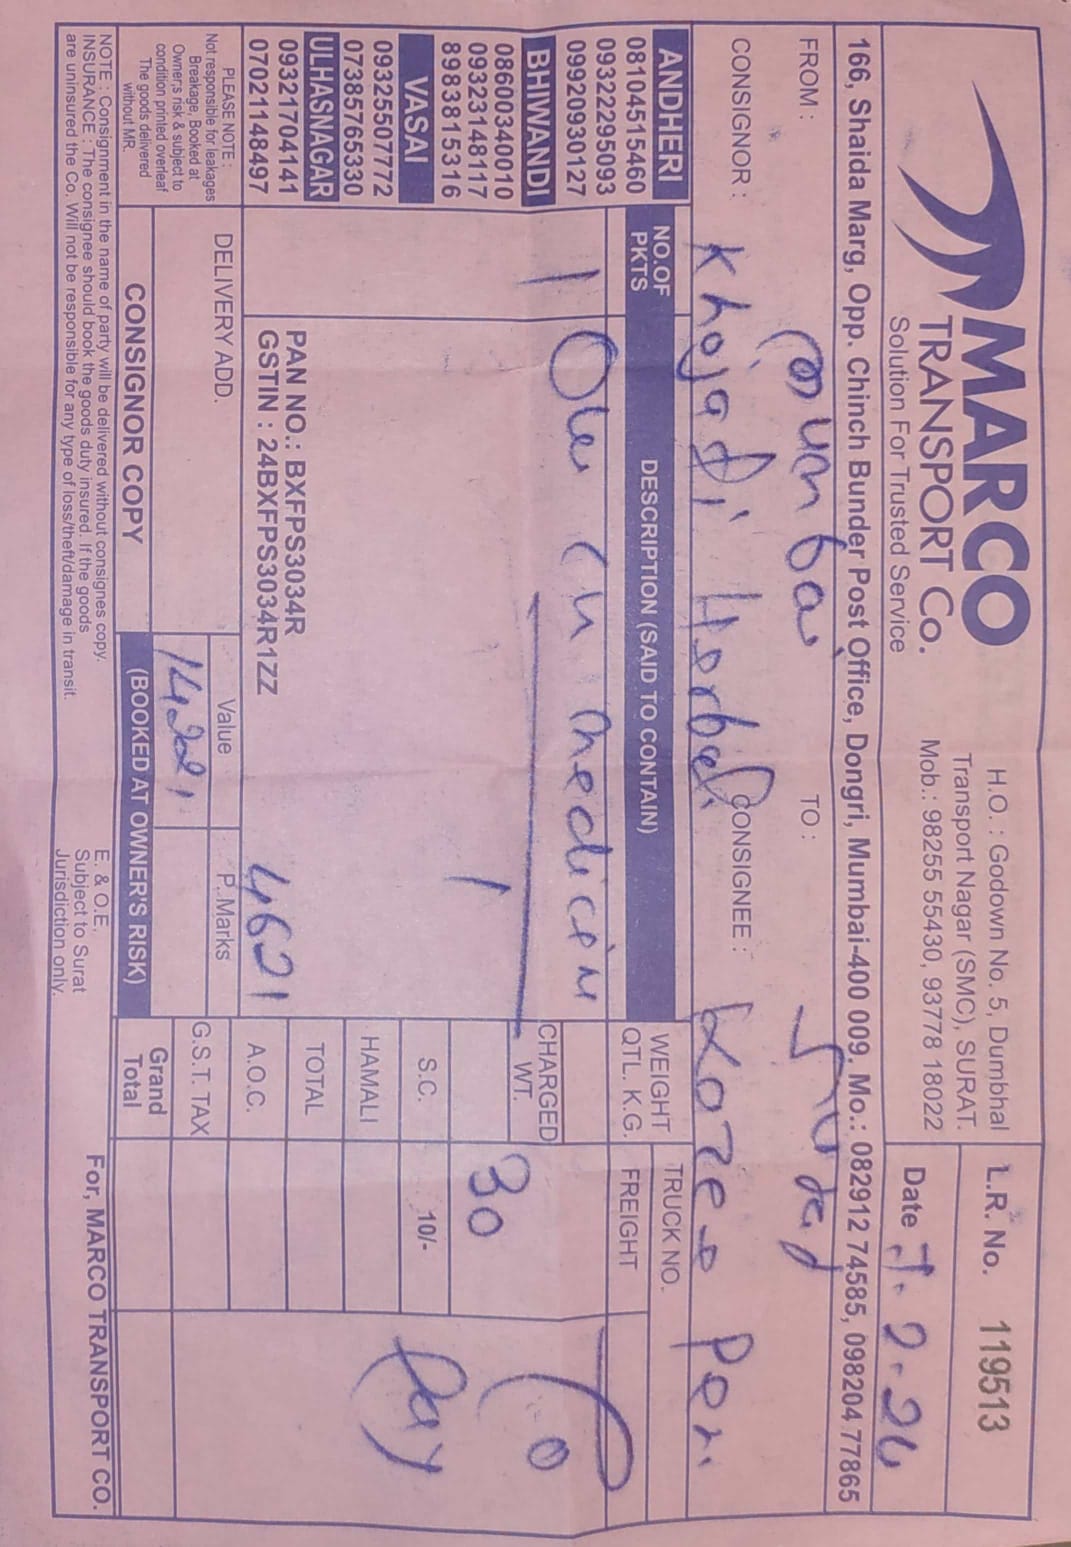 MARCO
TRANSPORT Co.
Solution For Trusted Service
H.O. : Godown No. 5, Dumbhal
Transport Nagar (SMC), SURAT.
Mob.: 98255 55430, 93778 18022
L.R. No. 119513
Date 7.2.26
166, Shaida Marg, Opp. Chinch Bunder Post Office, Dongri, Mumbai-400 009. Mo.: 082912 74585, 098204 77865
FROM : mumbai TO :
CONSIGNOR : Khojati Herbel CONSIGNEE :
ANDHERI
08104515460
09322295093
09920930127
BHIWANDI
08600340010
09323148117
8983815316
VASAI
09325507772
07385765330
ULHASNAGAR
09321704141
07021148497
NO.OF
PKTS
DESCRIPTION (SAID TO CONTAIN)
WEIGHT
QTL. K.G.
TRUCK NO.
FREIGHT
1 medicin
CHARGED
WT.
30
S.C. 10/-
HAMALI
TOTAL
A.O.C.
G.S.T. TAX
Grand
Total
Pay
PAN NO.: BXFPS3034R
GSTIN : 24BXFPS3034R1ZZ
4621
PLEASE NOTE :
Not responsible for leakages
Breakage, Booked at
Owner,s risk & subject to
condition printed overleaf
The goods delivered
without MR.
DELIVERY ADD.
Value
P. Marks
CONSIGNOR COPY
(BOOKED AT OWNER'S RISK)
NOTE : Consignment in the name of party will be delivered without consignes copy.
INSURANCE : The consignee should book the goods duty insured. If the goods
are uninsured the Co. Will not be responsible for any type of loss/theft/damage in transit.
E. & O.E.
Subject to Surat
Jurisdiction only.
For, MARCO TRANSPORT CO.